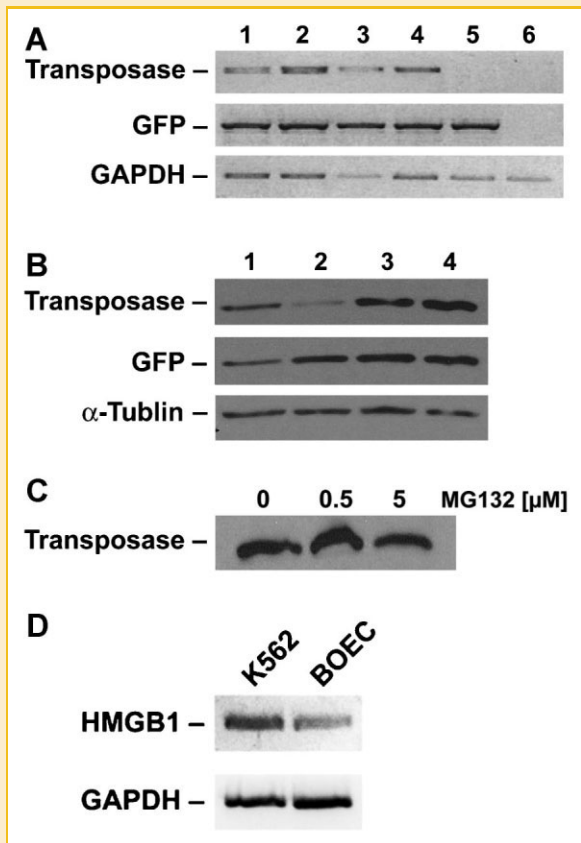 A
1 2 3 4 5 6
Transposase –
GFP –
GAPDH –
B
1 2 3 4
Transposase –
GFP –
α-Tublin –
C
0 0.5 5 MG132 [μM]
Transposase –
D
K562 BOEC
HMGB1 –
GAPDH –